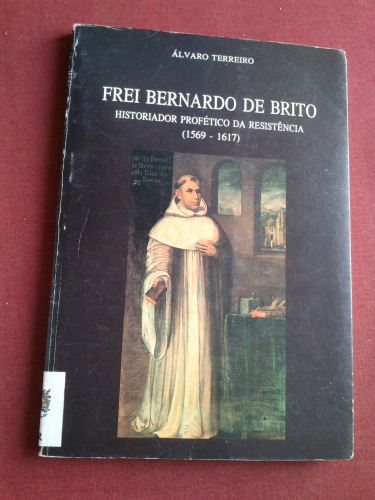 ÁLVARO TERREIRO
FREI BERNARDO DE BRITO
HISTORIADOR PROFÉTICO DA RESISTÊNCIA
(1569 - 1617)